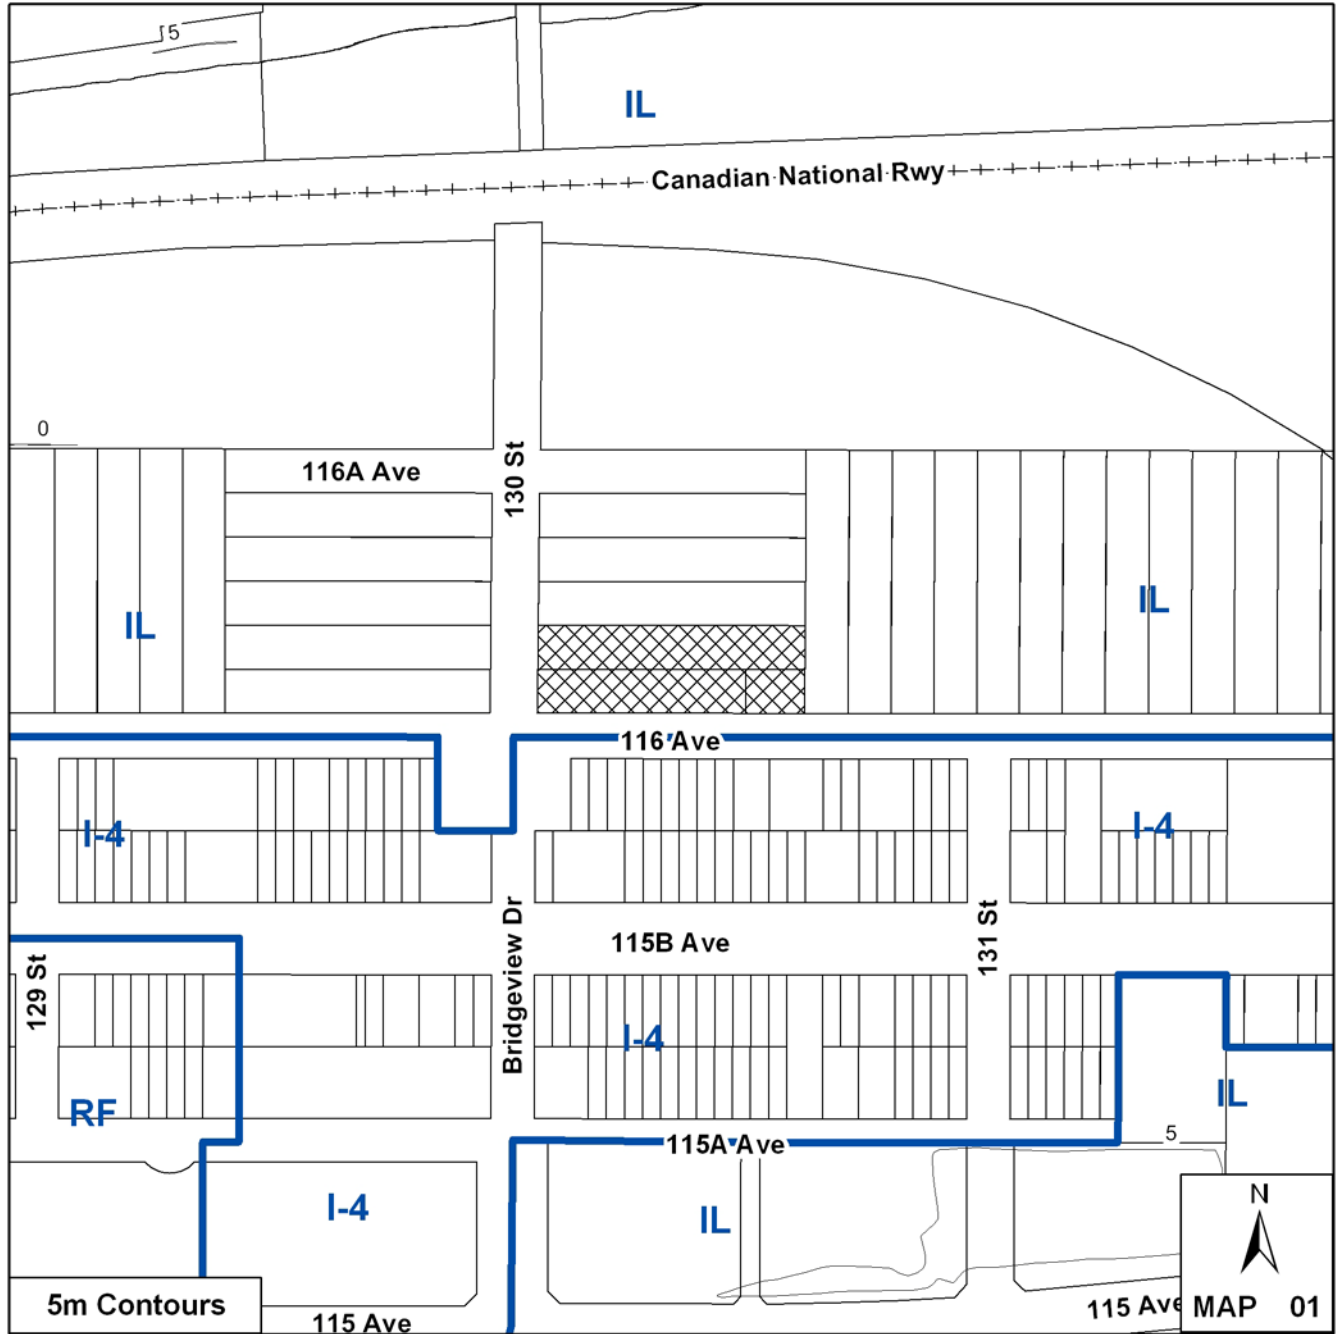 5
IL
Canadian National Rwy
0
116A Ave
130 St
IL
IL
116 Ave
I-4
I-4
Bridgeview Dr
115B Ave
131 St
129 St
I-4
RF
IL
115A Ave
5
I-4
IL
N
5m Contours
115 Ave
115 Ave
MAP 01